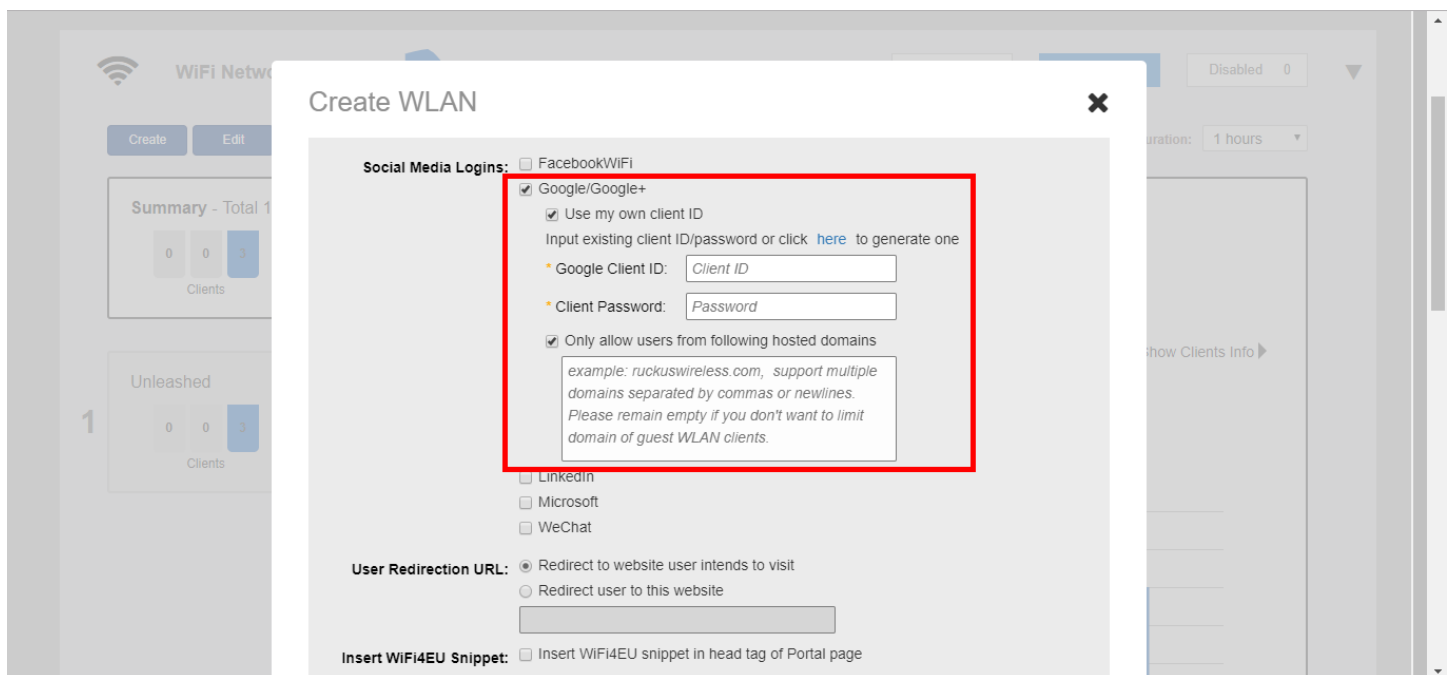 WiFi Netwo
Disabled 0
Create WLAN
Create
Edit
uration:
1 hours
Social Media Logins:
FacebookWiFi
Google/Google+
Use my own client ID
Input existing client ID/password or click here to generate one
* Google Client ID:
Client ID
* Client Password:
Password
Only allow users from following hosted domains
example: ruckuswireless.com, support multiple
domains separated by commas or newlines.
Please remain empty if you don't want to limit
domain of guest WLAN clients.
LinkedIn
Microsoft
WeChat
User Redirection URL:
Redirect to website user intends to visit
Redirect user to this website
Insert WiFi4EU Snippet:
Insert WiFi4EU snippet in head tag of Portal page
Summary - Total 1
0 0 3
Clients
Show Clients Info
Unleashed
1
0 0 3
Clients